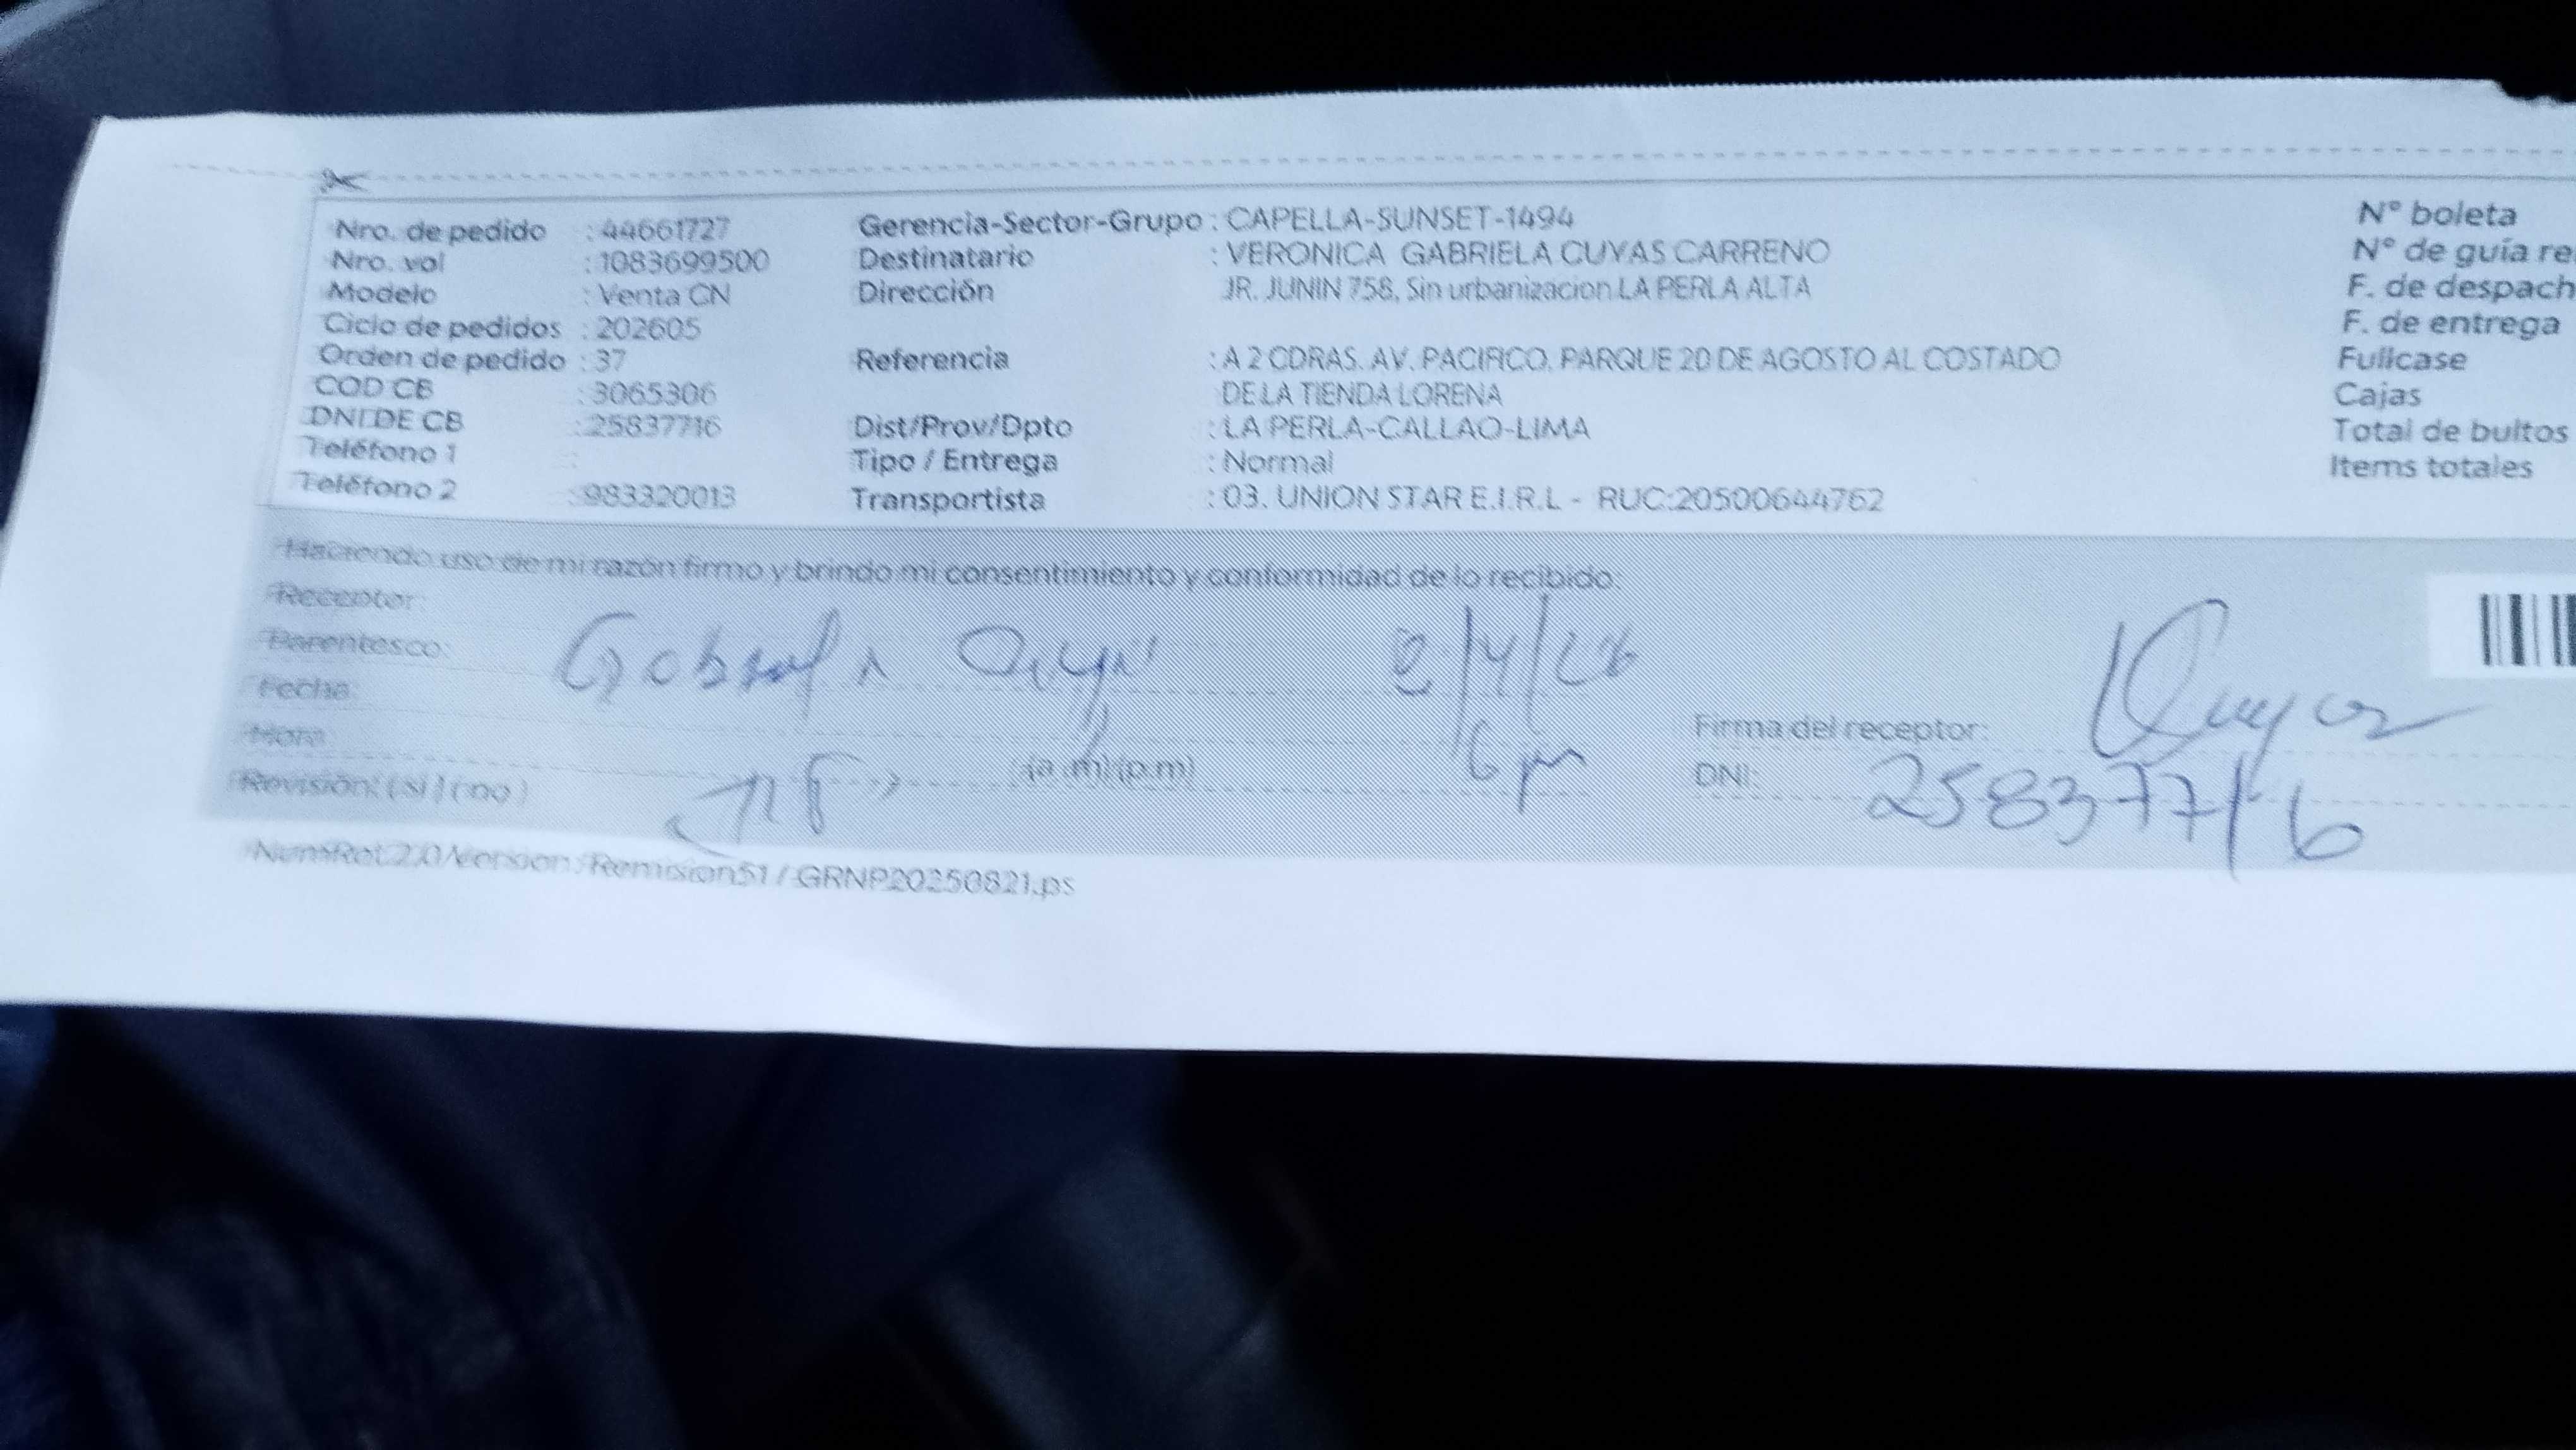 Nro. de pedido : 44661727
Nro. vol : 1083699500
Modelo : Venta CN
Ciclo de pedidos : 202605
Orden de pedido : 37
COD CB : 3065306
DNI DE CB : 25837716
Teléfono 1 :
Teléfono 2 : 983320013
Gerencia-Sector-Grupo : CAPELLA-SUNSET-1494
Destinatario : VERONICA GABRIELA CUYAS CARRENO
Dirección JR. JUNIN 758, Sin urbanizacion LA PERLA ALTA
Referencia : A 2 CDRAS. AV. PACIFICO. PARQUE 20 DE AGOSTO AL COSTADO
DE LA TIENDA LORENA
Dist/Prov/Dpto : LA PERLA-CALLAO-LIMA
Tipo / Entrega : Normal
Transportista : 03. UNION STAR E.I.R.L - RUC:20500644762
N° boleta
N° de guía re
F. de despach
F. de entrega
Fullcase
Cajas
Total de bultos
Items totales
Haciendo uso de mi razón firmo y brindo mi consentimiento y conformidad de lo recibido:
Receptor:
Parentesco:
Fecha:
Hora: (a.m)(p.m) 6 pm
Revisión: (si) (no)
Firma del receptor: Cuyas
DNI: 25837716
NumRot 2.0/Version: Remision51 / GRNP20250821.ps